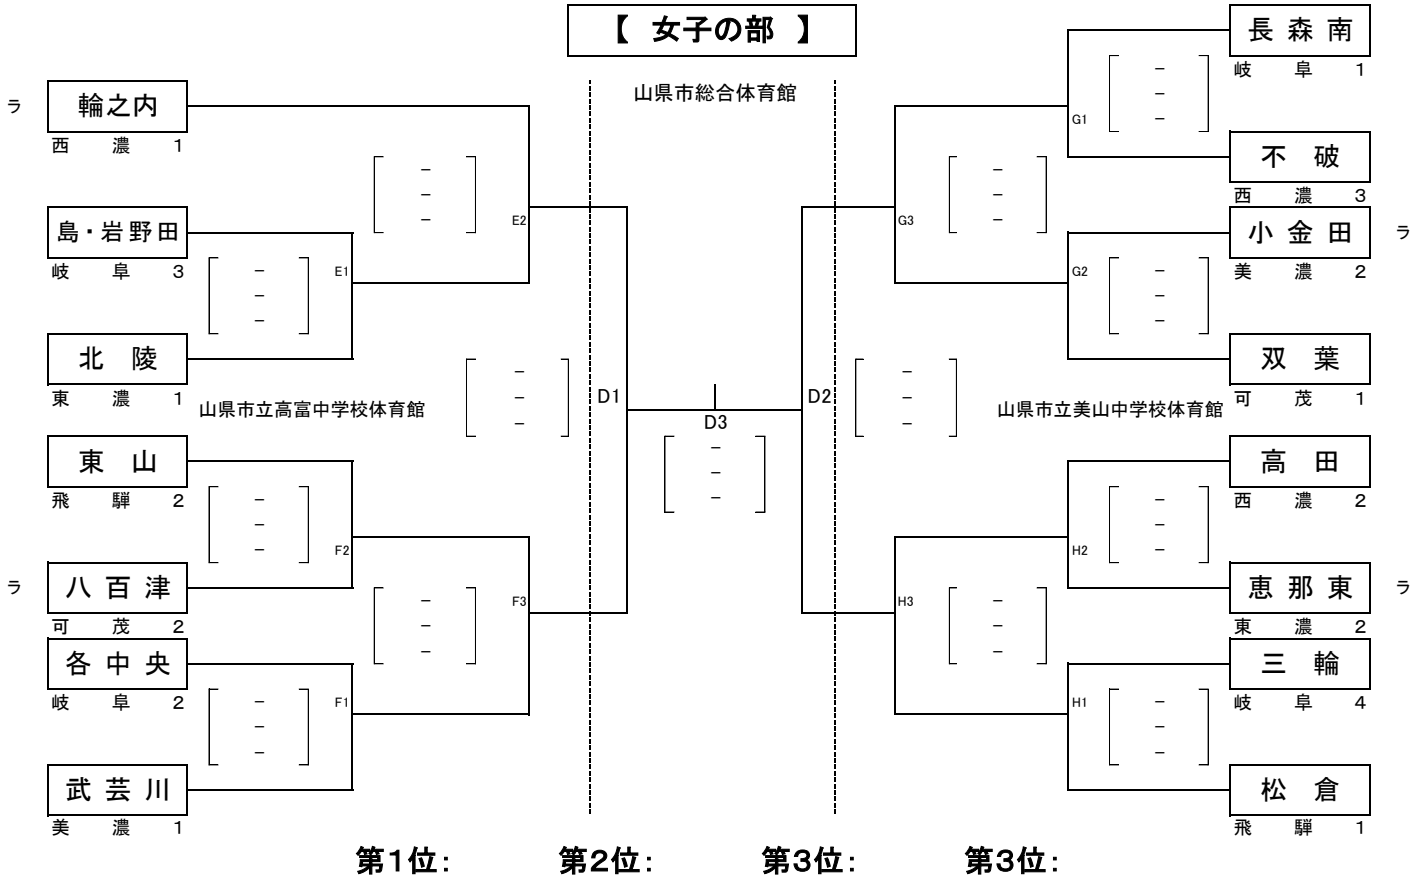 【 女子の部 】
山県市総合体育館
ラ 輪之内
西 濃 1
島・岩野田
岐 阜 3
北 陵
東 濃 1
山県市立高富中学校体育館
東 山
飛 騨 2
ラ 八百津
可 茂 2
各中央
岐 阜 2
武芸川
美 濃 1
E1
- - -
E2
- - -
F2
- - -
F1
- - -
F3
- - -
D1
- - -
D3
- - -
D2
- - -
G3
- - -
H3
- - -
G1
- - -
G2
- - -
H2
- - -
H1
- - -
長森南
岐 阜 1
不 破
西 濃 3
小金田 ラ
美 濃 2
双 葉
可 茂 1
山県市立美山中学校体育館
高 田
西 濃 2
恵那東 ラ
東 濃 2
三 輪
岐 阜 4
松 倉
飛 騨 1
第1位: 第2位: 第3位: 第3位: